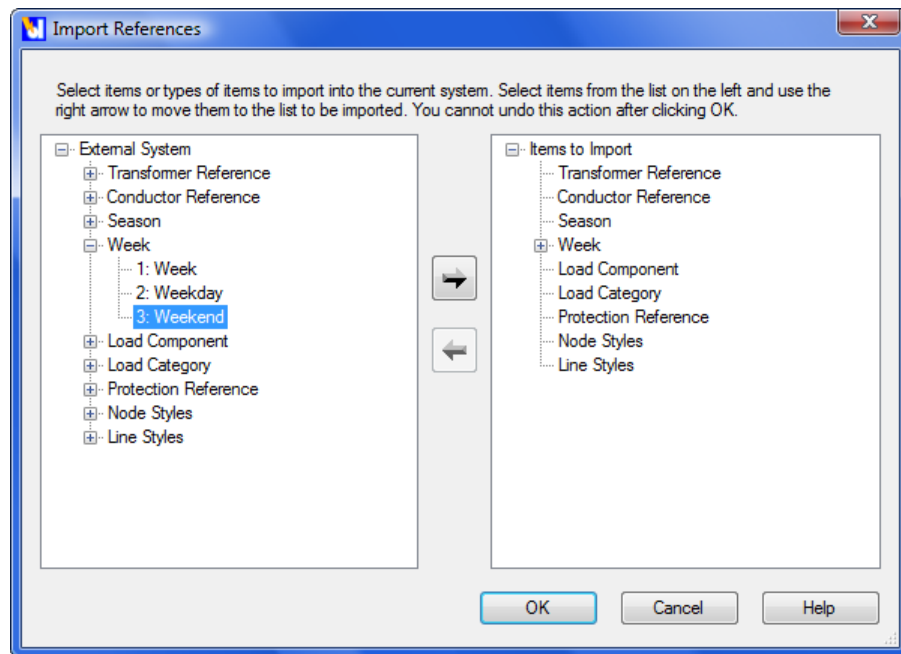 Import References
Select items or types of items to import into the current system. Select items from the list on the left and use the
right arrow to move them to the list to be imported. You cannot undo this action after clicking OK.
External System
Transformer Reference
Conductor Reference
Season
Week
1: Week
2: Weekday
3: Weekend
Load Component
Load Category
Protection Reference
Node Styles
Line Styles
Items to Import
Transformer Reference
Conductor Reference
Season
Week
Load Component
Load Category
Protection Reference
Node Styles
Line Styles
OK
Cancel
Help